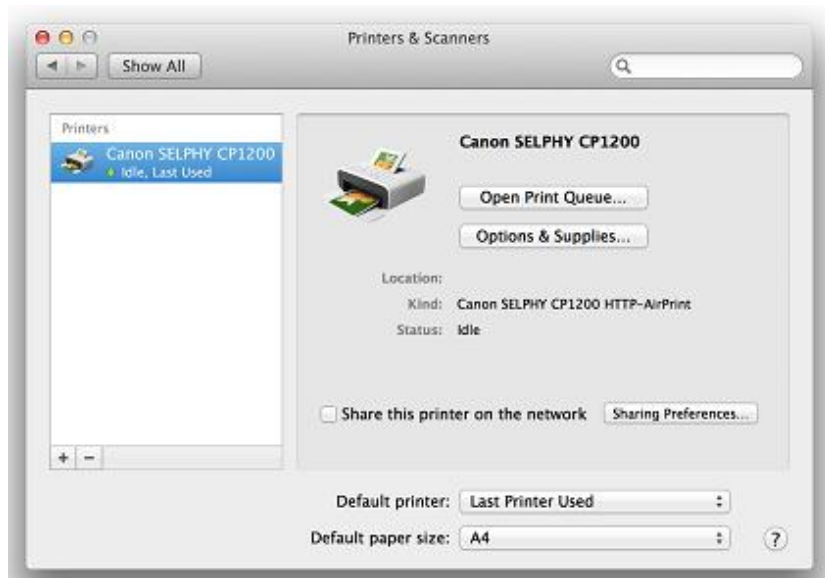 Printers & Scanners
Show All
Printers
Canon SELPHY CP1200
Idle, Last Used
Canon SELPHY CP1200
Open Print Queue...
Options & Supplies...
Location:
Kind: Canon SELPHY CP1200 HTTP-AirPrint
Status: Idle
Share this printer on the network Sharing Preferences...
+ −
Default printer: Last Printer Used
Default paper size: A4 ?